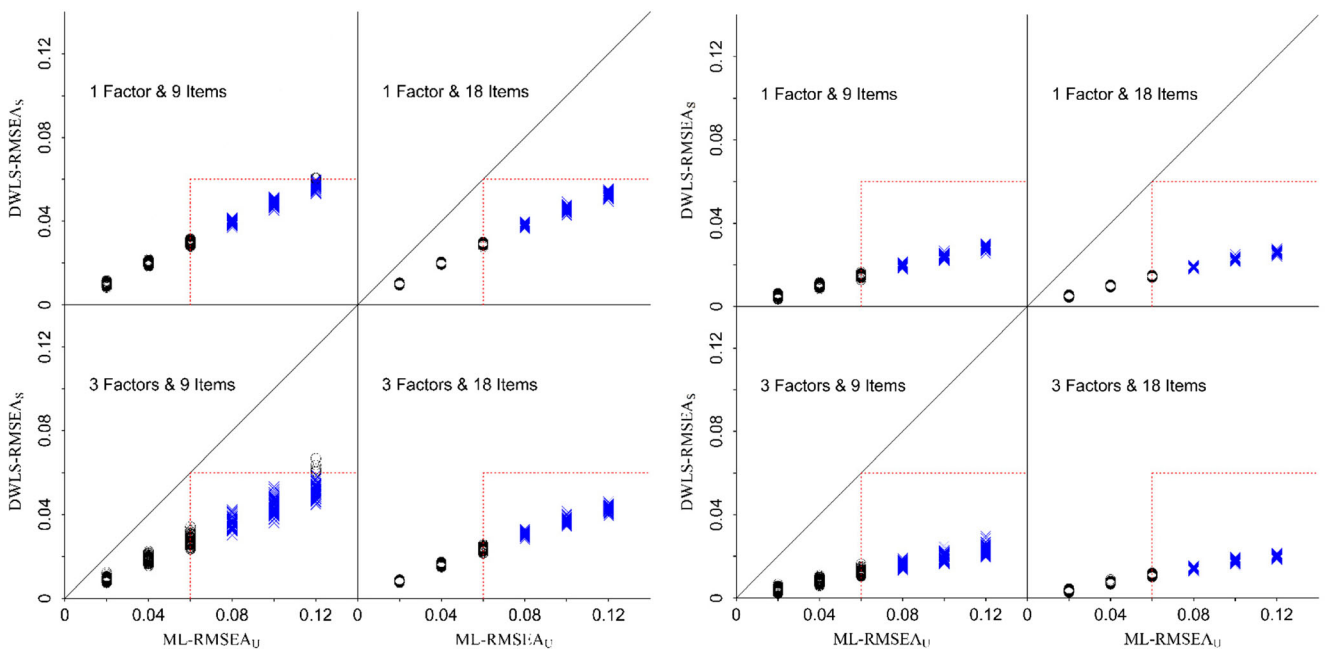 0.12
0.08
0.04
0
DWLS-RMSEAS
1 Factor & 9 Items
1 Factor & 18 Items
0.12
0.08
0.04
0
DWLS-RMSEAS
3 Factors & 9 Items
3 Factors & 18 Items
0 0.04 0.08 0.12 0.04 0.08 0.12
ML-RMSEAU ML-RMSEAU
0.12
0.08
0.04
0
DWLS-RMSEAS
1 Factor & 9 Items
1 Factor & 18 Items
0.12
0.08
0.04
0
DWLS-RMSEAS
3 Factors & 9 Items
3 Factors & 18 Items
0 0.04 0.08 0.12 0.04 0.08 0.12
ML-RMSEAU ML-RMSEAU